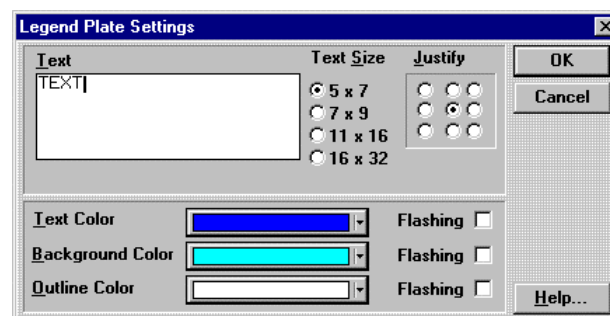 Legend Plate Settings
Text
TEXT
Text Size
5 x 7
7 x 9
11 x 16
16 x 32
Justify
OK
Cancel
Text Color
Flashing
Background Color
Flashing
Outline Color
Flashing
Help...